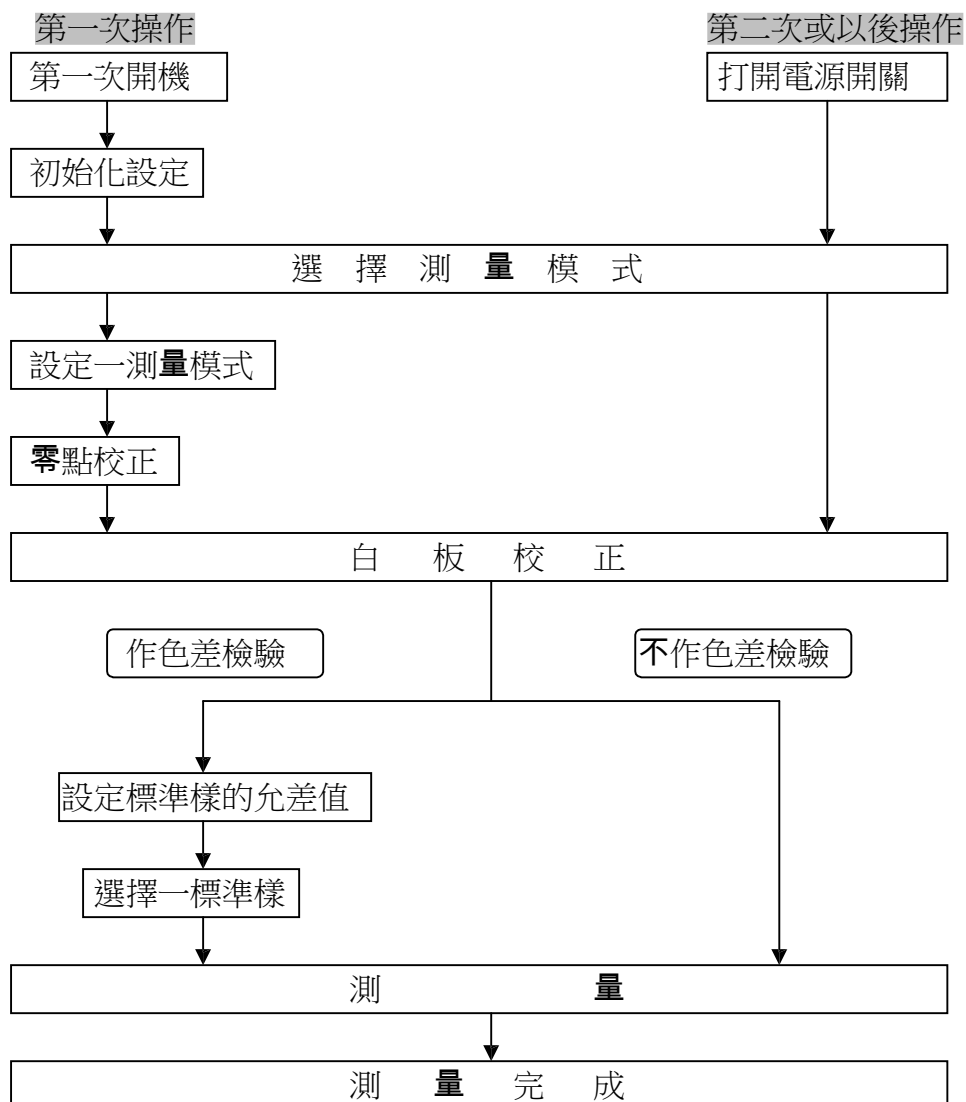 第一次操作
第二次或以後操作
第一次開機
打開電源開關
初始化設定
選擇測量模式
設定一測量模式
零點校正
白板校正
作色差檢驗
不作色差檢驗
設定標準樣的允差值
選擇一標準樣
測量
測量完成